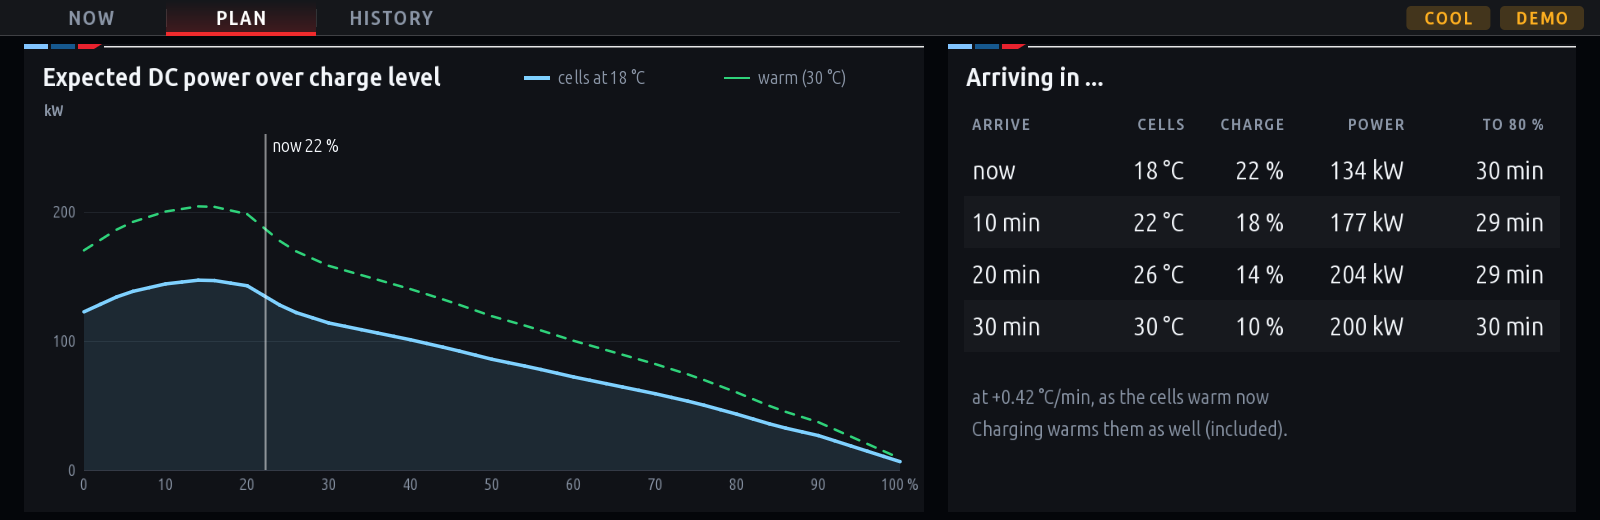 NOW PLAN HISTORY COOL DEMO
Expected DC power over charge level
cells at 18 °C warm (30 °C)
kW
now 22 %
200
100
0
0 10 20 30 40 50 60 70 80 90 100 %
Arriving in ...
ARRIVE CELLS CHARGE POWER TO 80 %
now 18 °C 22 % 134 kW 30 min
10 min 22 °C 18 % 177 kW 29 min
20 min 26 °C 14 % 204 kW 29 min
30 min 30 °C 10 % 200 kW 30 min
at +0.42 °C/min, as the cells warm now
Charging warms them as well (included).